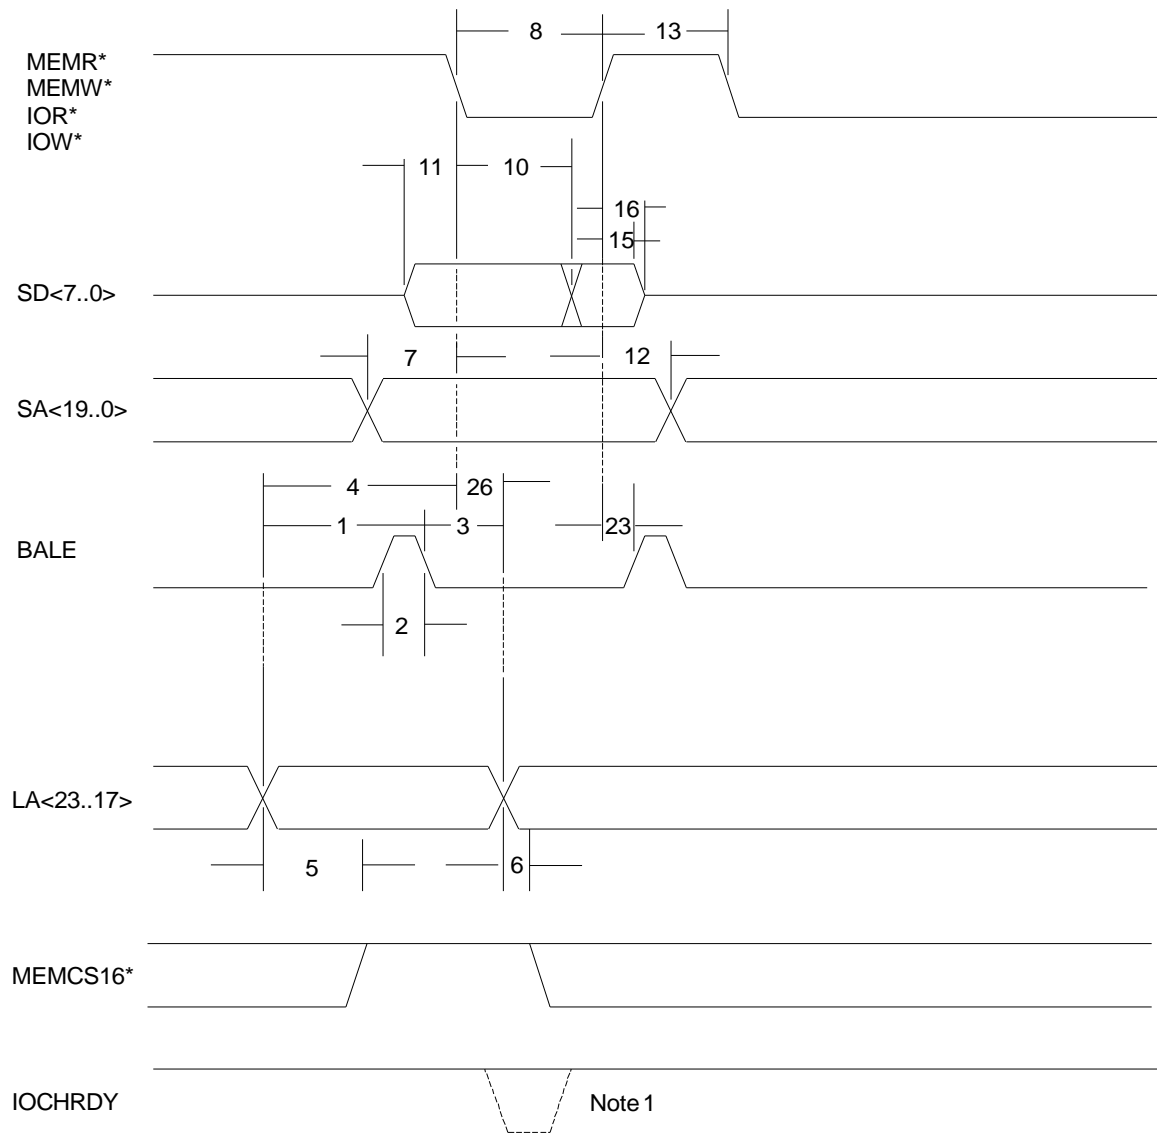 8
13
MEMR*
MEMW*
IOR*
IOW*
11
10
16
15
SD<7..0>
7
12
SA<19..0>
4
26
1
3
23
BALE
2
LA<23..17>
5
6
MEMCS16*
IOCHRDY
Note 1